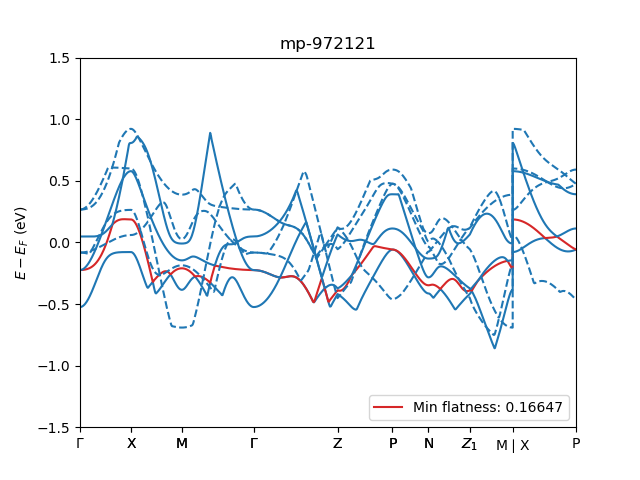 mp-972121
1.5
1.0
0.5
0.0
−0.5
−1.0
−1.5
E − E_F (eV)
Min flatness: 0.16647
Γ X M Γ Z P N Z₁ M | X P